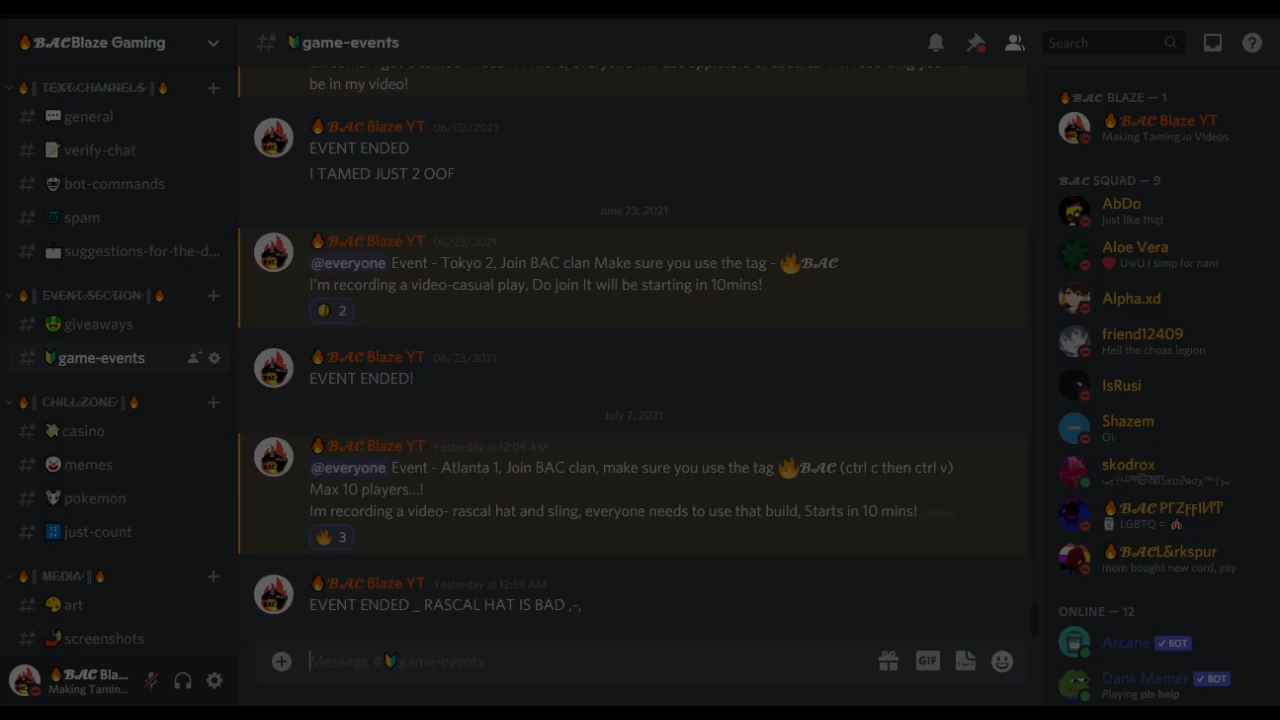 🔥𝓑𝓐𝓒Blaze Gaming
🔥║ TEXT CHANNELS ║🔥
💬general
📝verify-chat
bot-commands
spam
suggestions-for-the-d...
🔥║ EVENT SECTION ║🔥
🤑giveaways
🔰game-events
🔥║ CHILL ZONE ║🔥
💸casino
🤡memes
🐭pokemon
🔢just-count
🔥║ MEDIA ║🔥
🎨art
screenshots
🔥𝓑𝓐𝓒 Bla...
Making Tamin...
🔰game-events
Search
be in my video!
🔥𝓑𝓐𝓒 Blaze YT 06/02/2021
EVENT ENDED
I TAMED JUST 2 OOF
June 23, 2021
🔥𝓑𝓐𝓒 Blaze YT 06/23/2021
@everyone Event - Tokyo 2, Join BAC clan Make sure you use the tag - 🔥𝓑𝓐𝓒
I'm recording a video-casual play, Do join It will be starting in 10mins!
2
🔥𝓑𝓐𝓒 Blaze YT 06/23/2021
EVENT ENDED!
July 7, 2021
🔥𝓑𝓐𝓒 Blaze YT Yesterday at 12:09 AM
@everyone Event - Atlanta 1, Join BAC clan, make sure you use the tag 🔥𝓑𝓐𝓒 (ctrl c then ctrl v)
Max 10 players...!
Im recording a video- rascal hat and sling, everyone needs to use that build, Starts in 10 mins! (edited)
🔥 3
🔥𝓑𝓐𝓒 Blaze YT Yesterday at 12:59 AM
EVENT ENDED _ RASCAL HAT IS BAD ,-,
Message #🔰game-events
GIF
🔥𝓑𝓐𝓒 BLAZE — 1
🔥𝓑𝓐𝓒 Blaze YT
Making Taming.io Videos
𝓑𝓐𝓒 SQUAD — 9
AbDo
just like thąt
Aloe Vera
❤️ UwU I simp for nani
Alpha.xd
friend12409
Heil the choas legion
IsRusi
Shazem
Oi
skodrox
🔥𝓑𝓐𝓒
LGBTQ =
🔥𝓑𝓐𝓒L&rkspur
mom bought new cord, yay
ONLINE — 12
Arcane ✓ BOT
Dank Memer ✓ BOT
Playing pls help